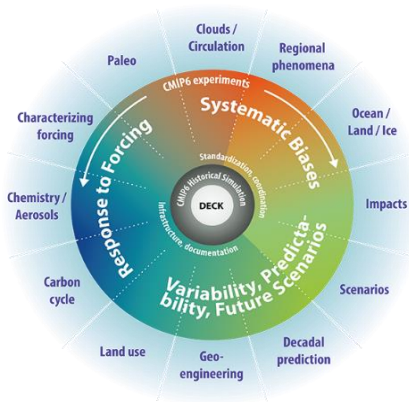 Clouds /
Circulation
Regional
phenomena
Ocean /
Land / Ice
Impacts
Scenarios
Decadal
prediction
Geo-
engineering
Land use
Carbon
cycle
Chemistry /
Aerosols
Characterizing
forcing
Paleo
CMIP6 experiments
Systematic Biases
Variability, Predicta-
bility, Future Scenarios
Response to Forcing
Standardization, coordination
Infrastructure, documentation
CMIP6 Historical Simulation
DECK